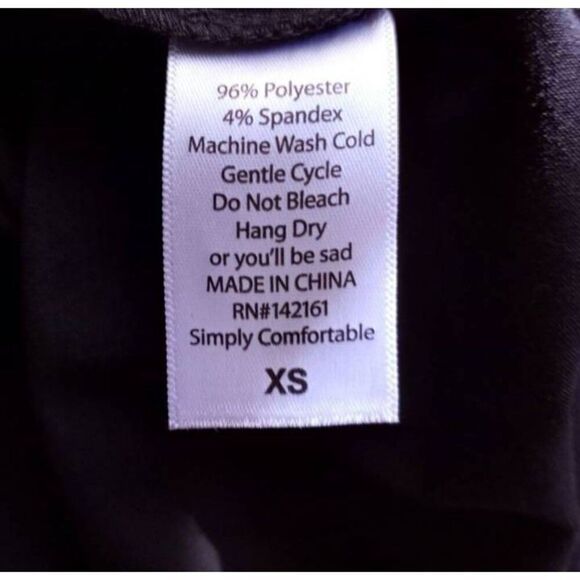 96% Polyester
4% Spandex
Machine Wash Cold
Gentle Cycle
Do Not Bleach
Hang Dry
or you'll be sad
MADE IN CHINA
RN#142161
Simply Comfortable
XS